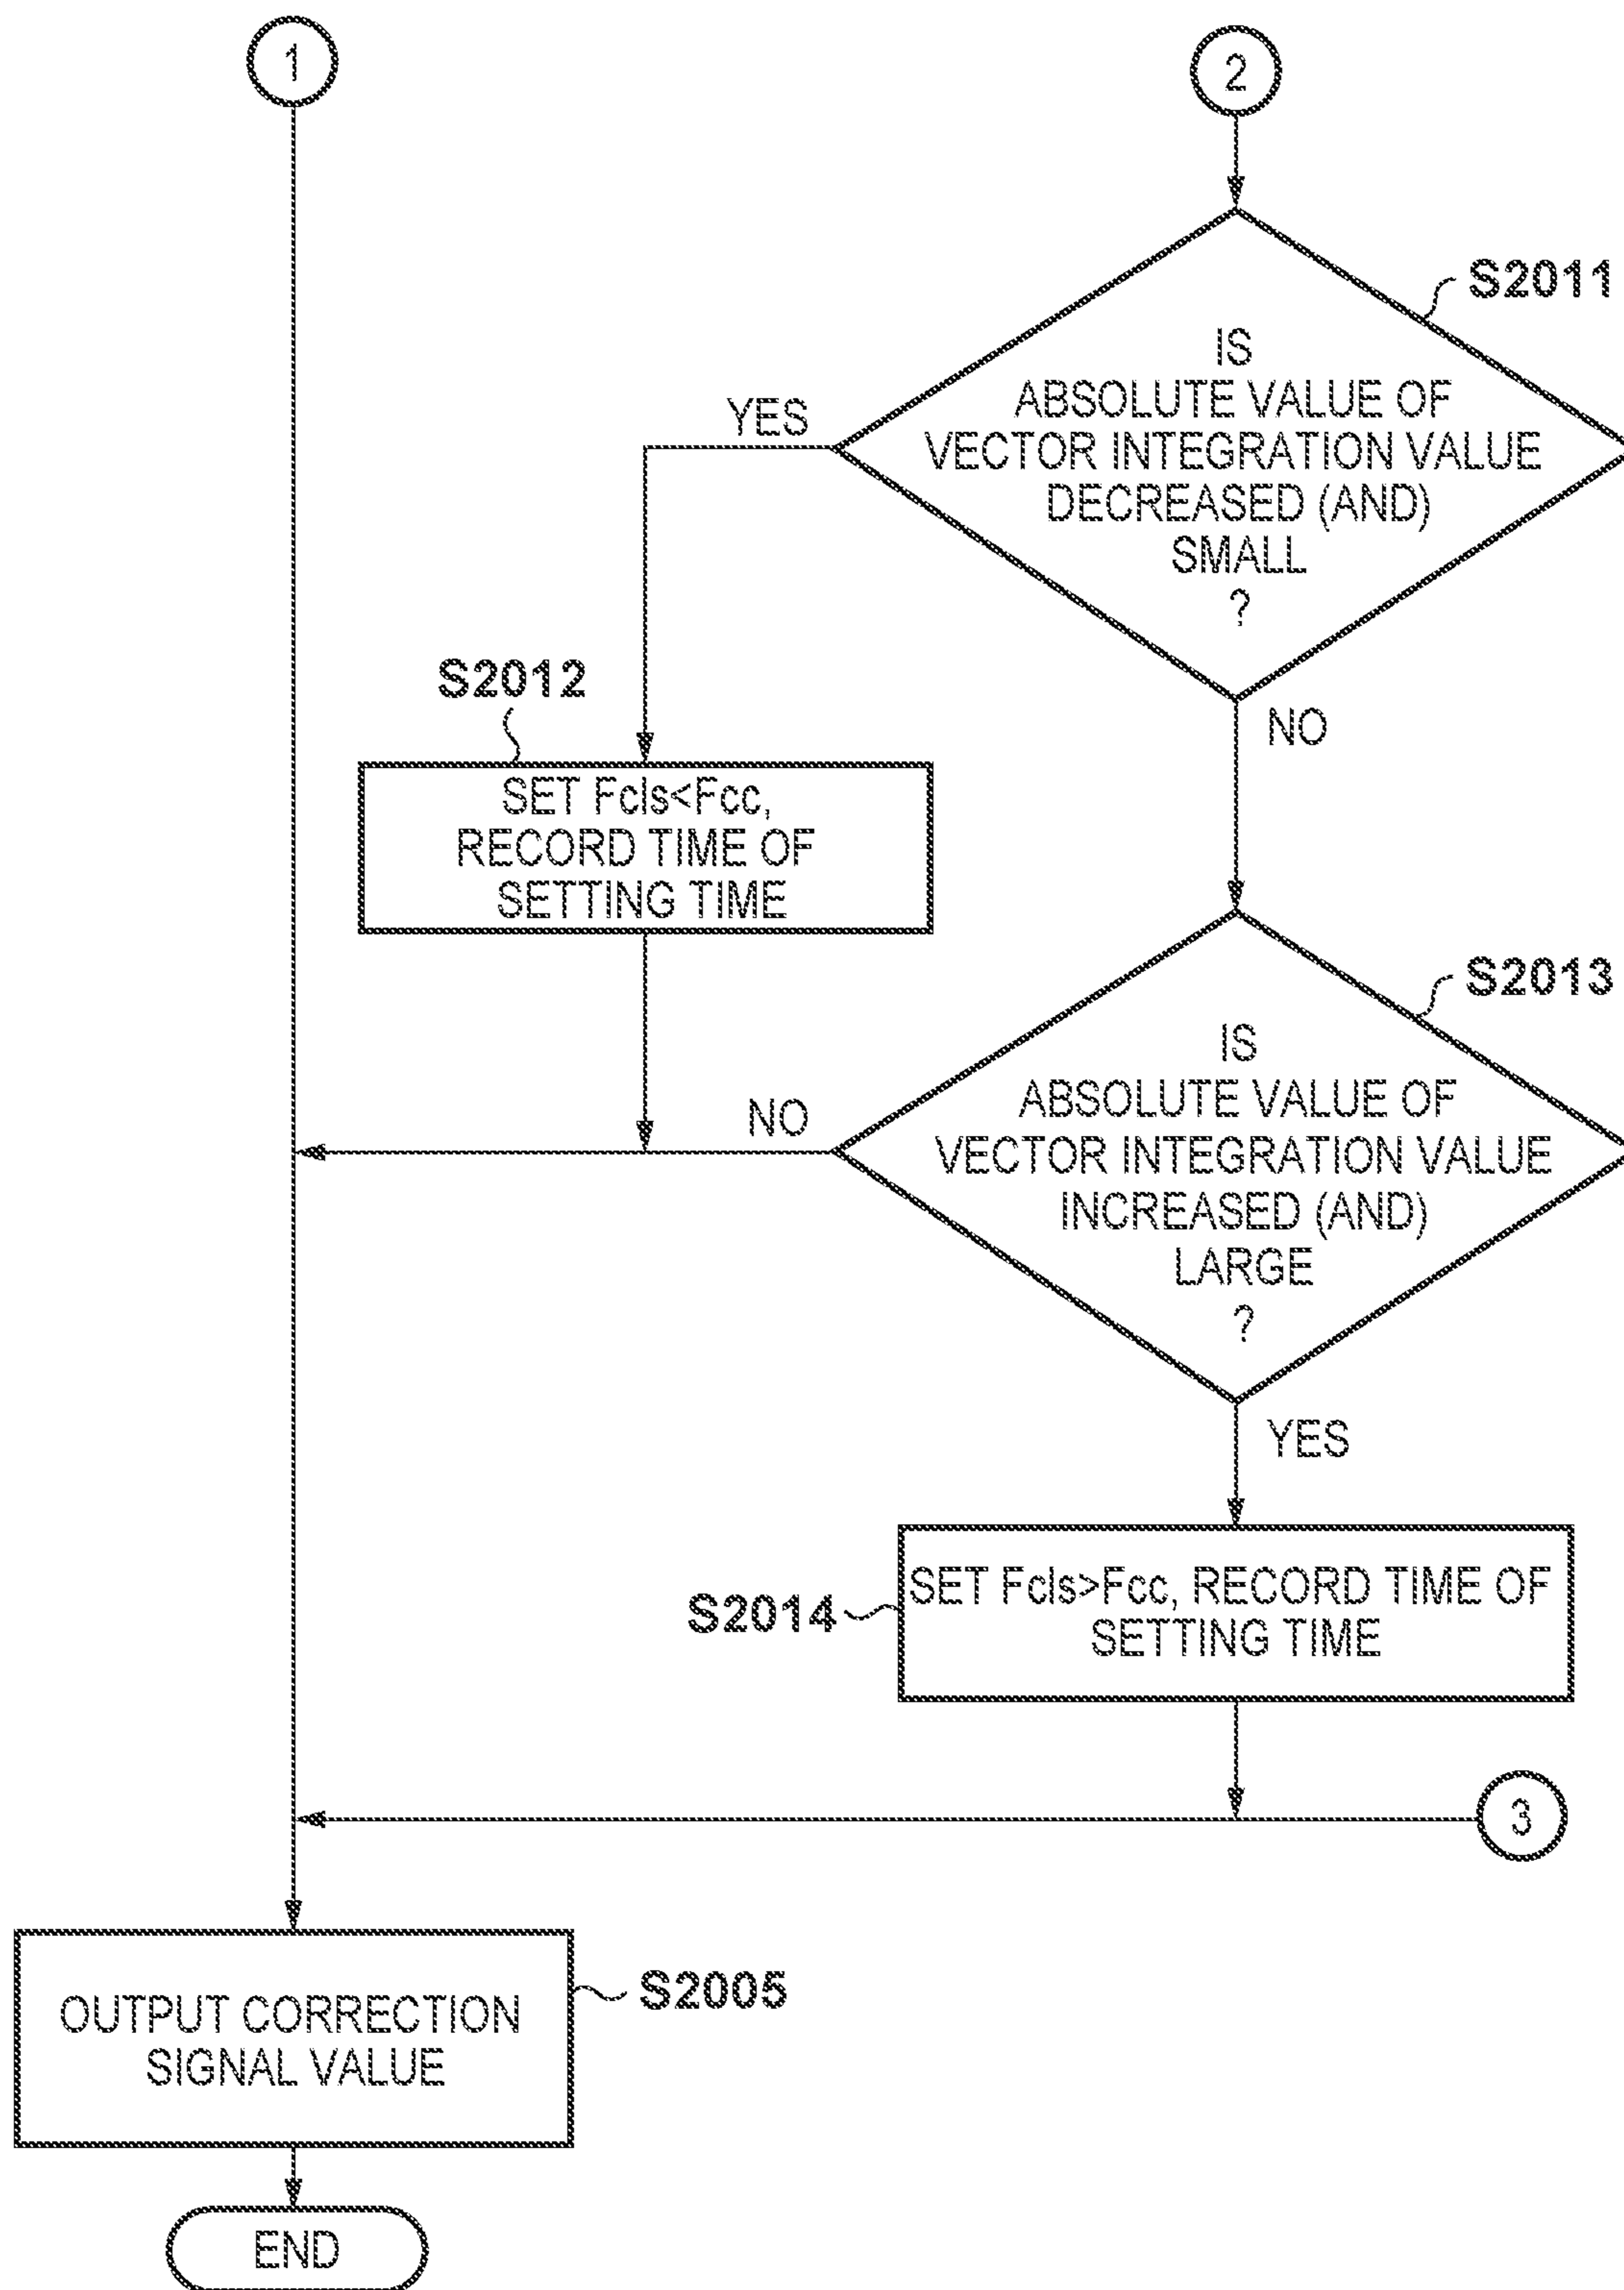 1
2
S2011
IS
ABSOLUTE VALUE OF
VECTOR INTEGRATION VALUE
DECREASED (AND)
SMALL
?
YES
NO
S2012
SET Fcls<Fcc,
RECORD TIME OF
SETTING TIME
S2013
IS
ABSOLUTE VALUE OF
VECTOR INTEGRATION VALUE
INCREASED (AND)
LARGE
?
NO
YES
S2014
SET Fcls>Fcc, RECORD TIME OF
SETTING TIME
3
OUTPUT CORRECTION
SIGNAL VALUE
S2005
END